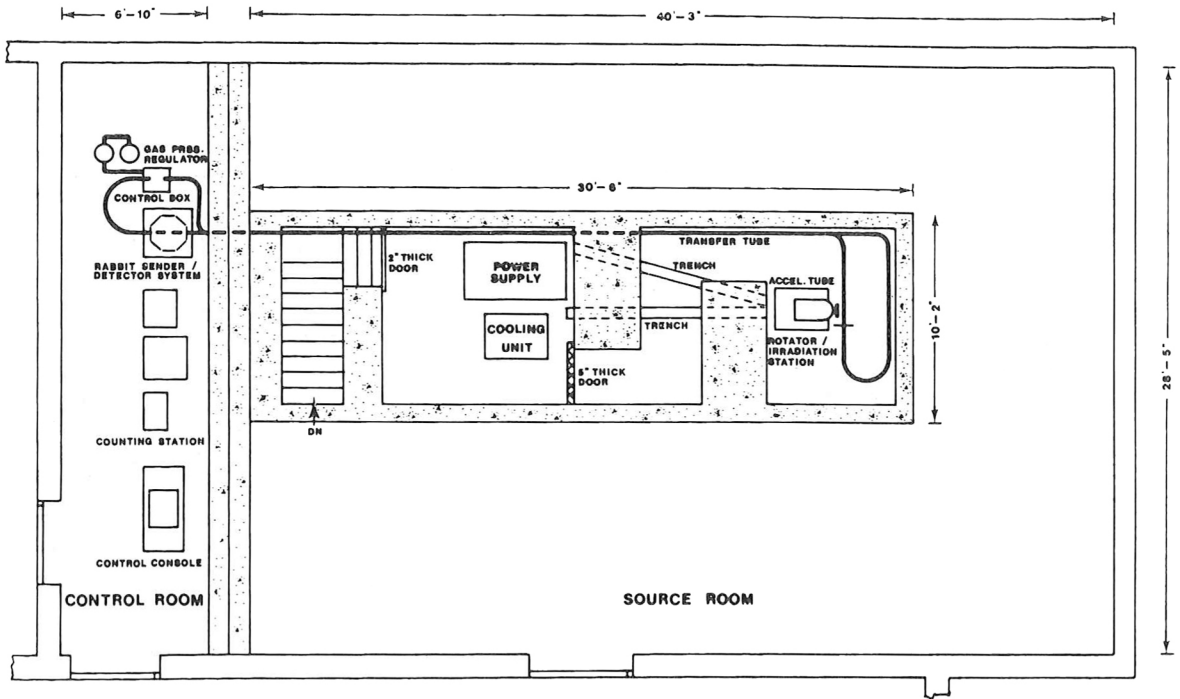 6'-10"
40'-3"
GAS PRES.
REGULATOR
CONTROL BOX
RABBIT SENDER /
DETECTOR SYSTEM
30'-6"
2" THICK
DOOR
POWER
SUPPLY
TRANSFER TUBE
TRENCH
ACCEL. TUBE
COOLING
UNIT
TRENCH
ROTATOR /
IRRADIATION
STATION
10'-2"
28'-5"
5" THICK
DOOR
DN
COUNTING STATION
CONTROL CONSOLE
CONTROL ROOM
SOURCE ROOM